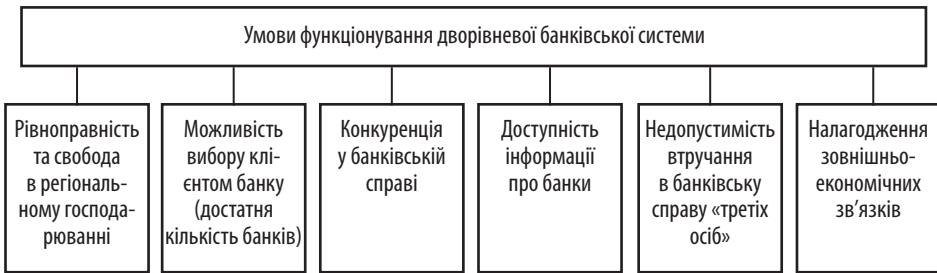 Умови функціонування дворівневої банківської системи
Рівноправність
та свобода
в регіональ-
ному господа-
рюванні
Можливість
вибору клі-
єнтом банку
(достатня
кількість банків)
Конкуренція
у банківській
справі
Доступність
інформації
про банки
Недопустимість
втручання
в банківську
справу «третіх
осіб»
Налагодження
зовнішньо-
економічних
зв’язків